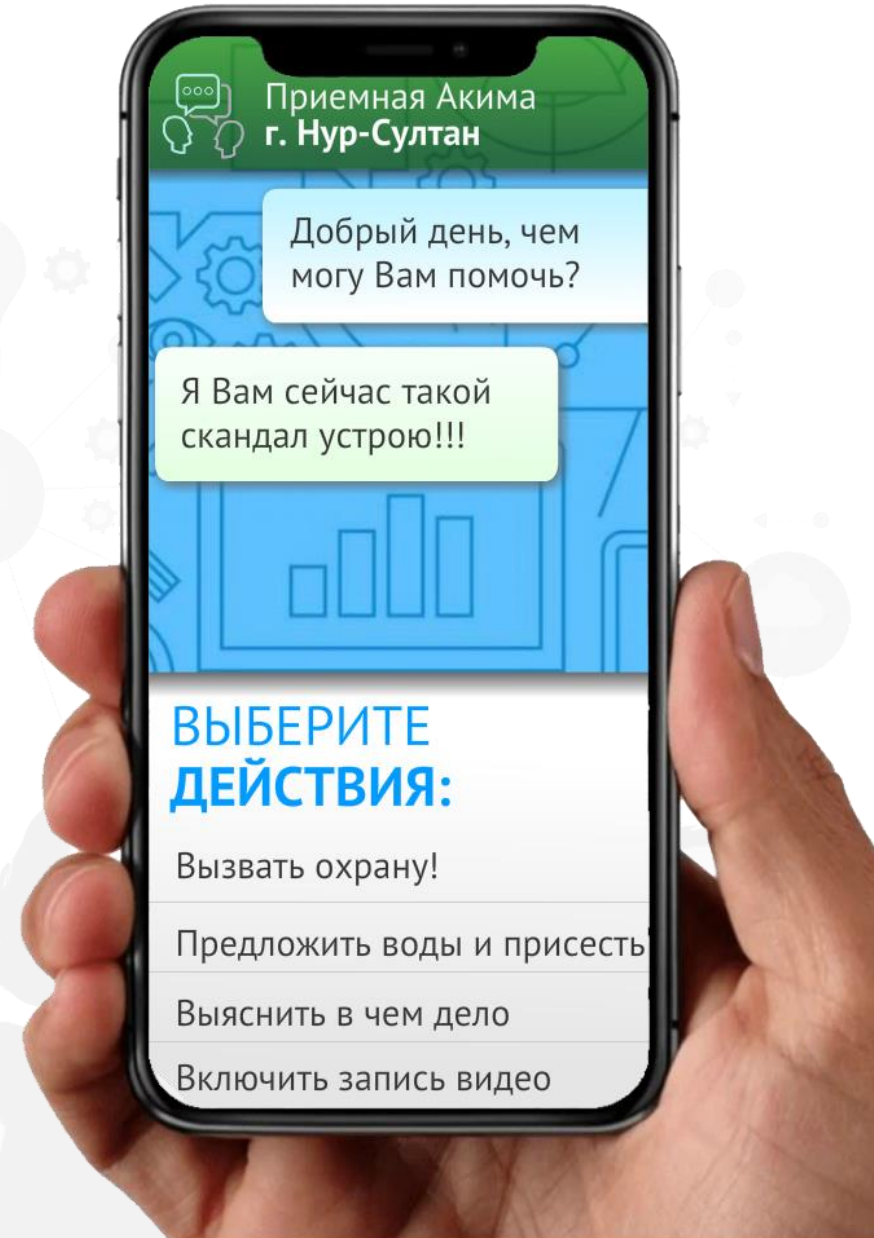 Приемная Акима
г. Нур-Султан
Добрый день, чем
могу Вам помочь?
Я Вам сейчас такой
скандал устрою!!!
ВЫБЕРИТЕ
ДЕЙСТВИЯ:
Вызвать охрану!
Предложить воды и присесть
Выяснить в чем дело
Включить запись видео